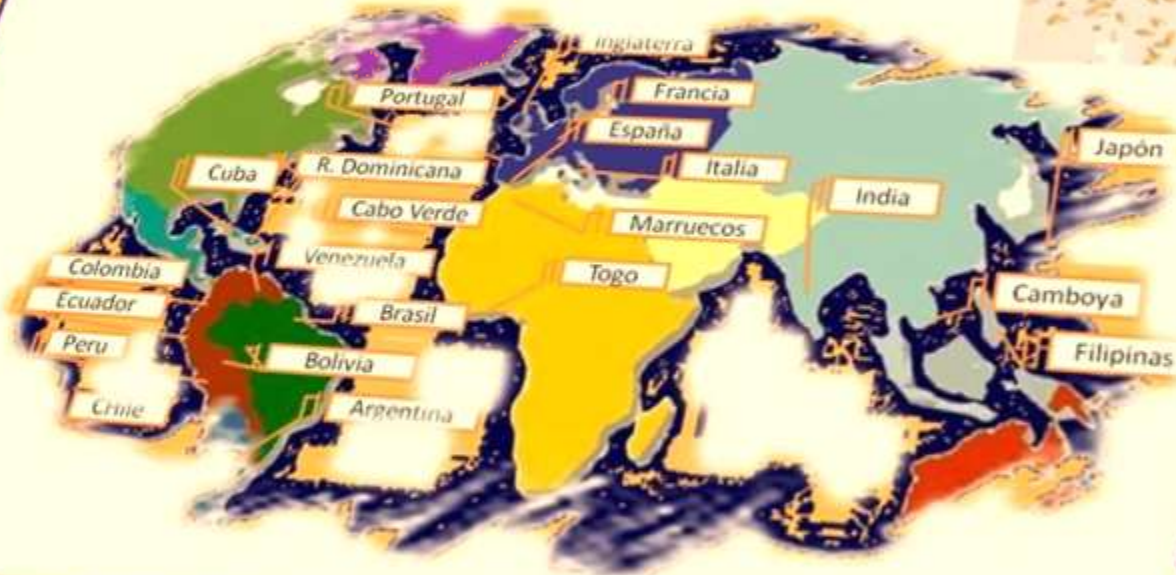 Inglaterra
Portugal
Francia
España
Japón
Cuba
R. Dominicana
Italia
India
Cabo Verde
Marruecos
Venezuela
Colombia
Togo
Camboya
Ecuador
Brasil
Peru
Bolivia
Filipinas
Chile
Argentina